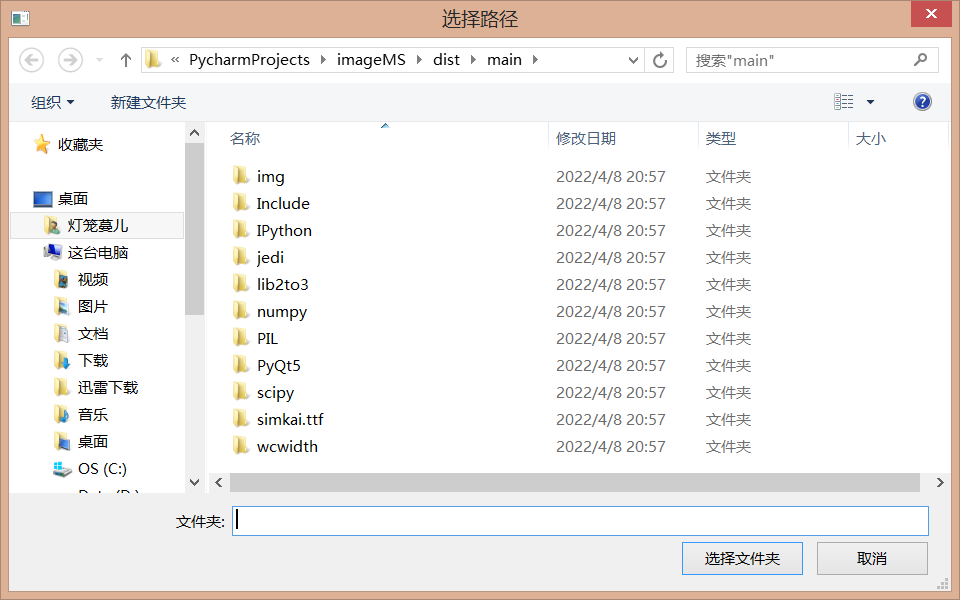 选择路径
« PycharmProjects imageMS dist main
搜索"main"
组织 新建文件夹
收藏夹
桌面
灯笼蔓儿
这台电脑
视频
图片
文档
下载
迅雷下载
音乐
桌面
OS (C:)
名称 修改日期 类型 大小
img 2022/4/8 20:57 文件夹
Include 2022/4/8 20:57 文件夹
IPython 2022/4/8 20:57 文件夹
jedi 2022/4/8 20:57 文件夹
lib2to3 2022/4/8 20:57 文件夹
numpy 2022/4/8 20:57 文件夹
PIL 2022/4/8 20:57 文件夹
PyQt5 2022/4/8 20:57 文件夹
scipy 2022/4/8 20:57 文件夹
simkai.ttf 2022/4/8 20:57 文件夹
wcwidth 2022/4/8 20:57 文件夹
文件夹:
选择文件夹 取消